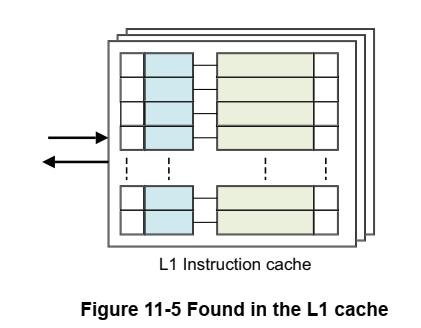 L1 Instruction cache
Figure 11-5 Found in the L1 cache